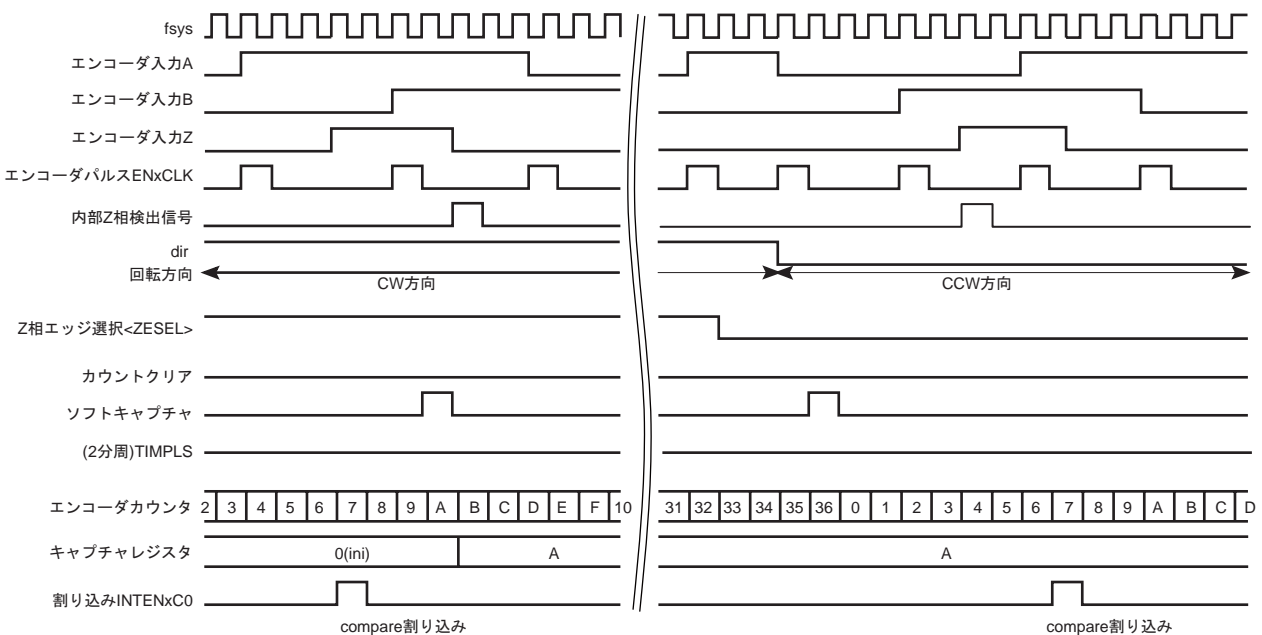 fsys
エンコーダ入力A
エンコーダ入力B
エンコーダ入力Z
エンコーダパルスENxCLK
内部Z相検出信号
dir
回転方向
CW方向 CCW方向
Z相エッジ選択<ZESEL>
カウントクリア
ソフトキャプチャ
(2分周)TIMPLS
エンコーダカウンタ 2 3 4 5 6 7 8 9 A B C D E F 10 31 32 33 34 35 36 0 1 2 3 4 5 6 7 8 9 A B C D
キャプチャレジスタ 0(ini) A A
割り込みINTENxC0
compare割り込み compare割り込み